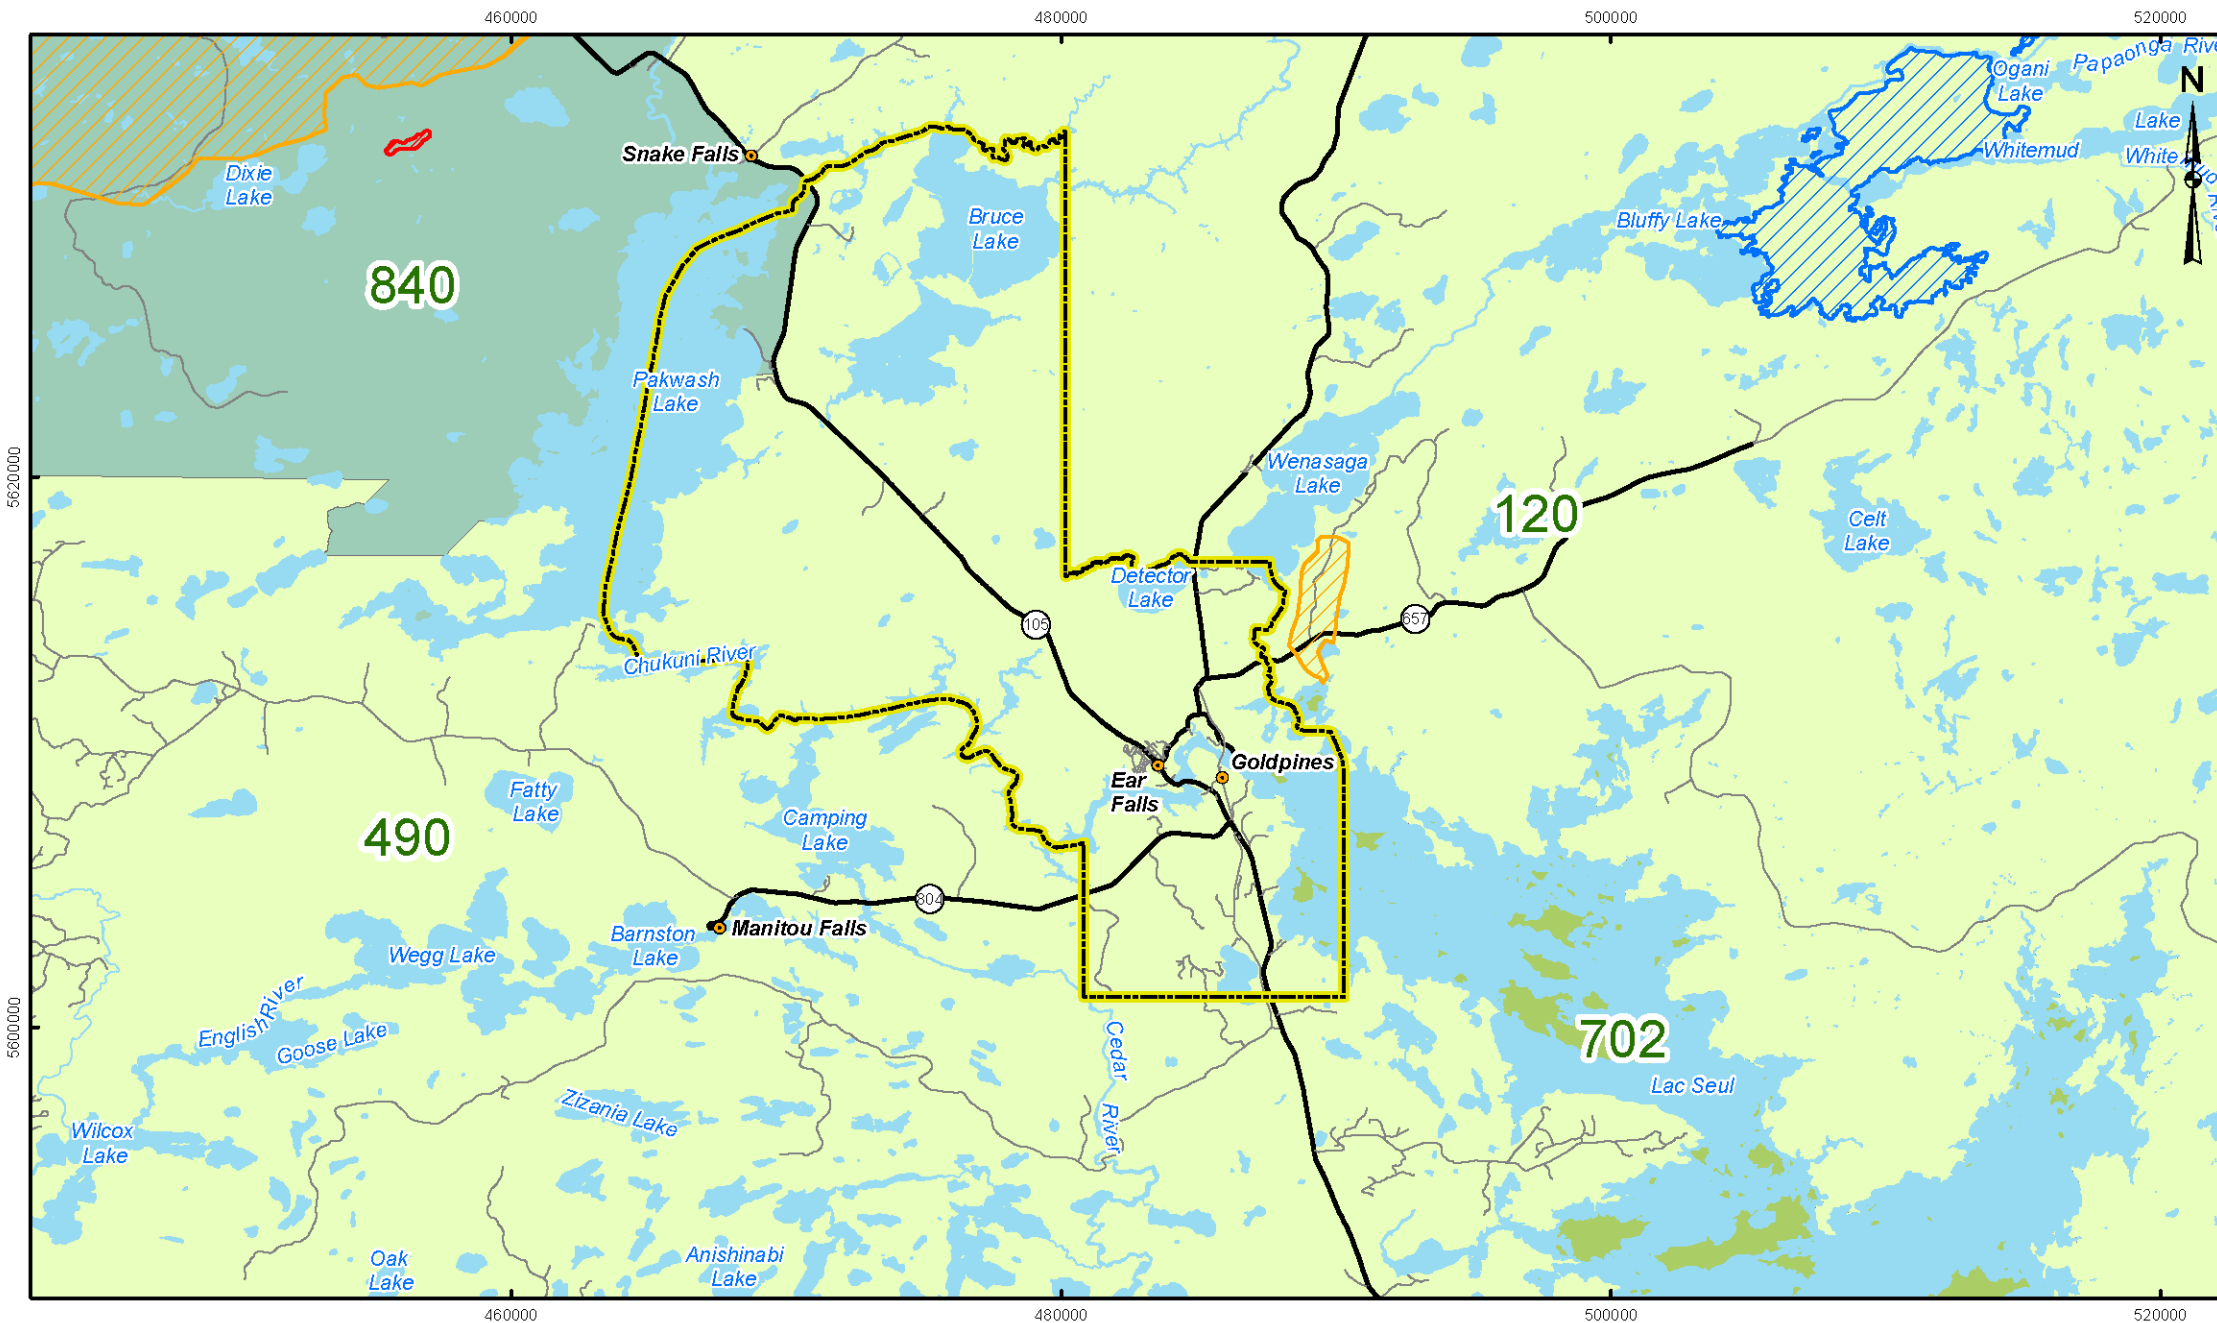 460000
480000
500000
520000
Papaonga
Ogani
Lake
N
Lake
Whitemud
Snake Falls
Dixie
Lake
Bruce
Lake
Bluffy Lake
840
Pakwash
Lake
Wenasaga
Lake
5620000
120
Celt
Lake
Detector
Lake
105
657
Chukuni River
Goldpines
Ear
Falls
Fatty
Lake
Camping
Lake
490
804
Manitou Falls
Barnston
Lake
Wegg Lake
English River
Goose Lake
5600000
Cedar
River
702
Lac Seul
Zizania Lake
Wilcox
Lake
Oak
Lake
Anishinabi
Lake
460000
480000
500000
520000